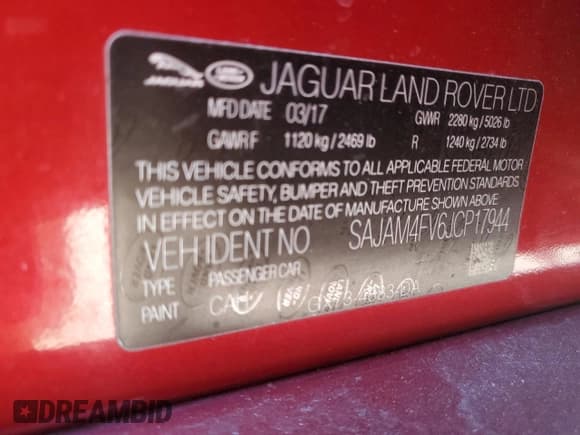 JAGUAR JAGUAR LAND ROVER LTD
MFD DATE 03/17 GVWR 2280 kg / 5026 lb
GAWR F 1120 kg / 2469 lb R 1240 kg / 2734 lb
THIS VEHICLE CONFORMS TO ALL APPLICABLE FEDERAL MOTOR
VEHICLE SAFETY, BUMPER AND THEFT PREVENTION STANDARDS
IN EFFECT ON THE DATE OF MANUFACTURE SHOWN ABOVE
VEH IDENT NO. SAJAM4FV6JCP17944
TYPE PASSENGER CAR
PAINT
DREAMBID